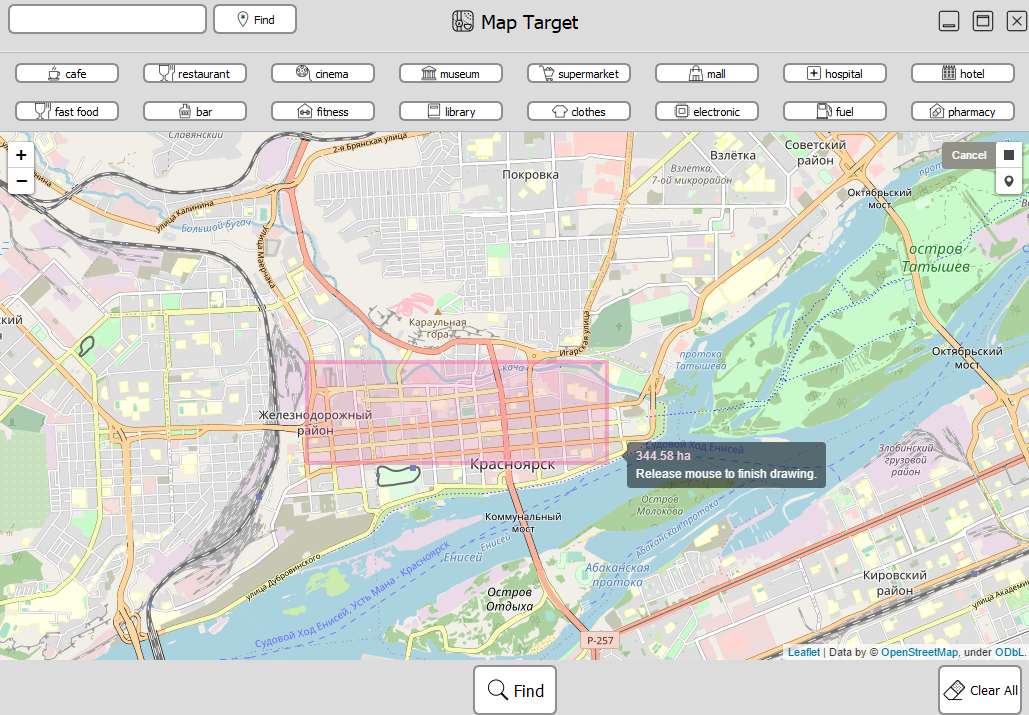 Find
Map Target
cafe
restaurant
cinema
museum
supermarket
mall
hospital
hotel
fast food
bar
fitness
library
clothes
electronic
fuel
pharmacy
+
−
Cancel
Славянский
2-я Брянская улица
Покровка
Взлётка
Советский
район
Взлётка,
7-ой микрорайон
Октябрьский
мост
улица Калинина
Большой Бугач
улица Маерчака
остров
Татышев
Караульная
гора
Игарская улица
протока
Татышева
Октябрьский
мост
Кача
Железнодорожный
район
Красноярск
Судовой Ход Енисей
344.58 ha
Release mouse to finish drawing.
Злобинский
грузовой
район
Остров
Молокова
Коммунальный
мост
Абаканская протока
Енисей
Енисей
Абаканская
протока
улица Дубровинского
Судовой Ход Енисей, Усть Мана - Красноярск
Остров
Отдыха
Кировский
район
Р-257
Leaflet | Data by © OpenStreetMap, under ODbL.
Find
Clear All